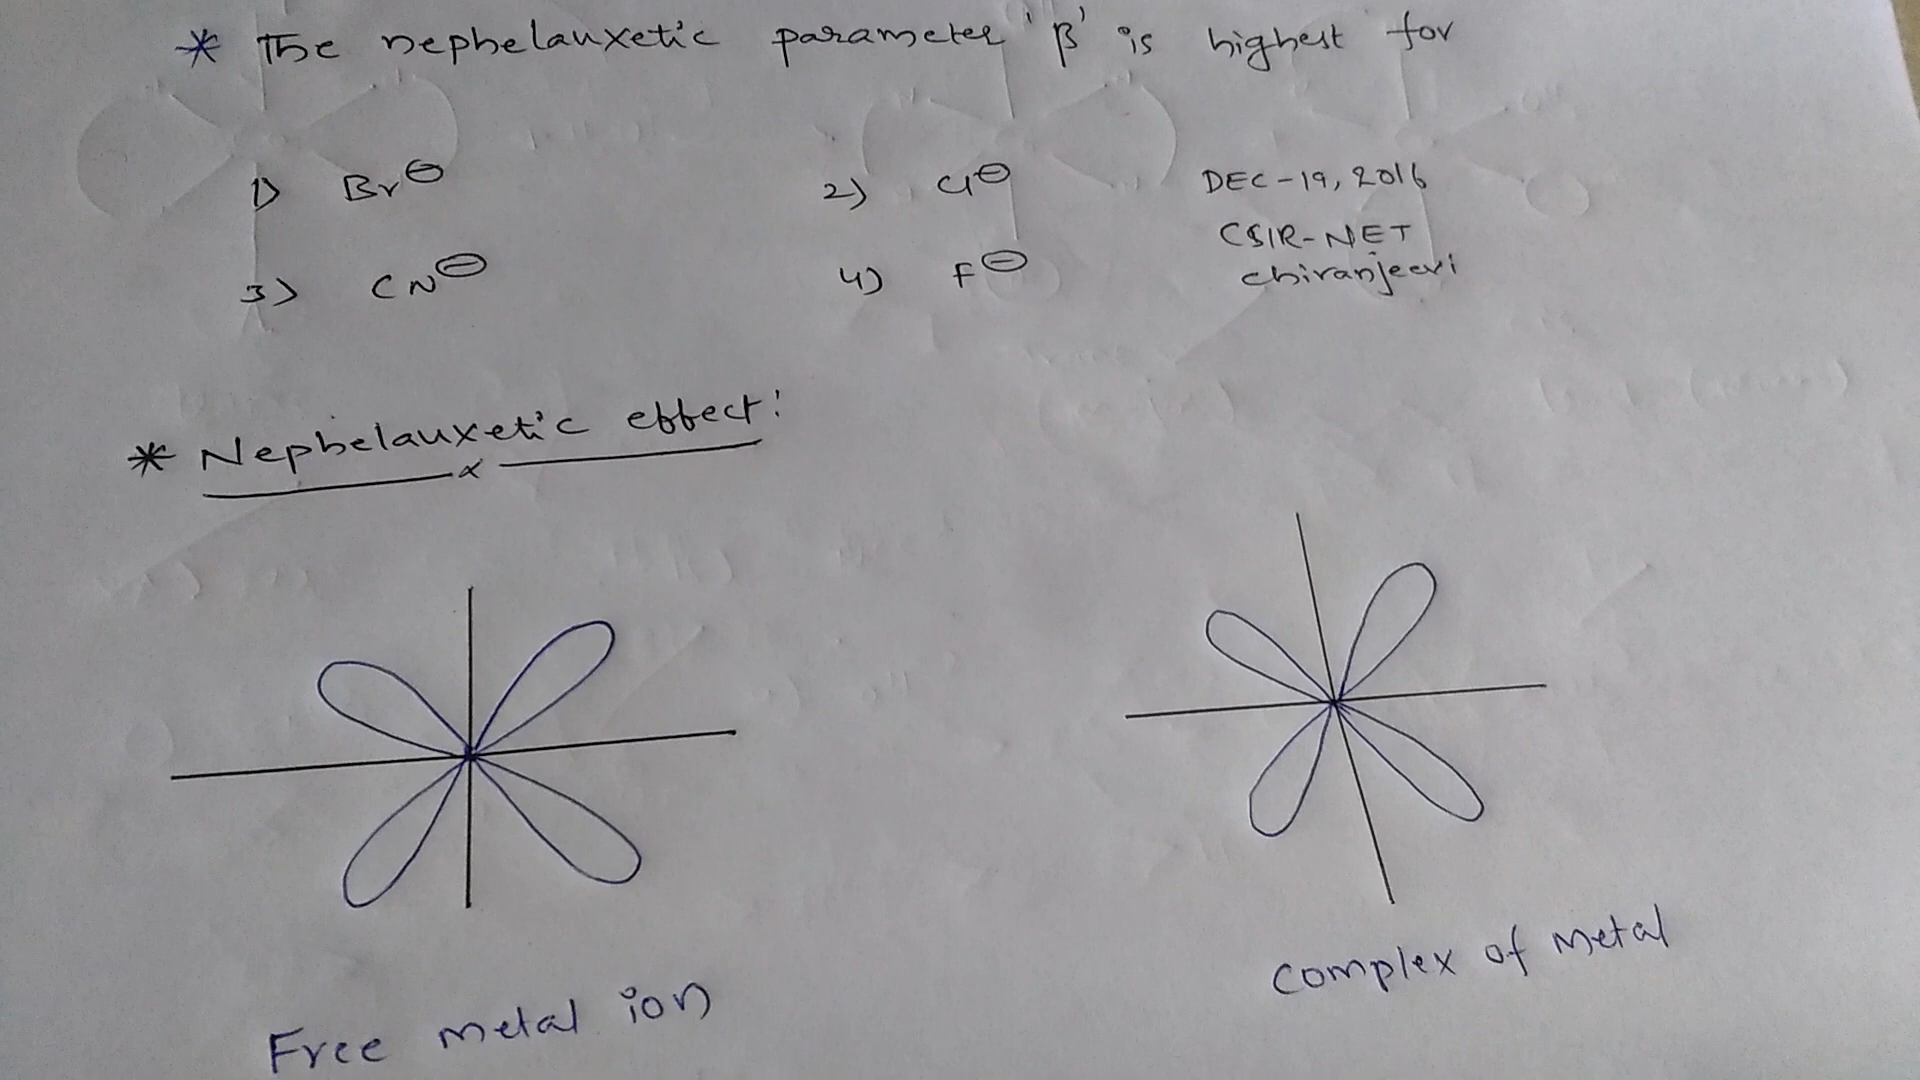 * The nephelauxetic parameter 'β' is highest for
1) Br⊖
2) Cl⊖
DEC-19, 2016
CSIR-NET
chiranjeevi
3) CN⊖
4) F⊖
* Nephelauxetic effect:
Free metal ion
Complex of Metal